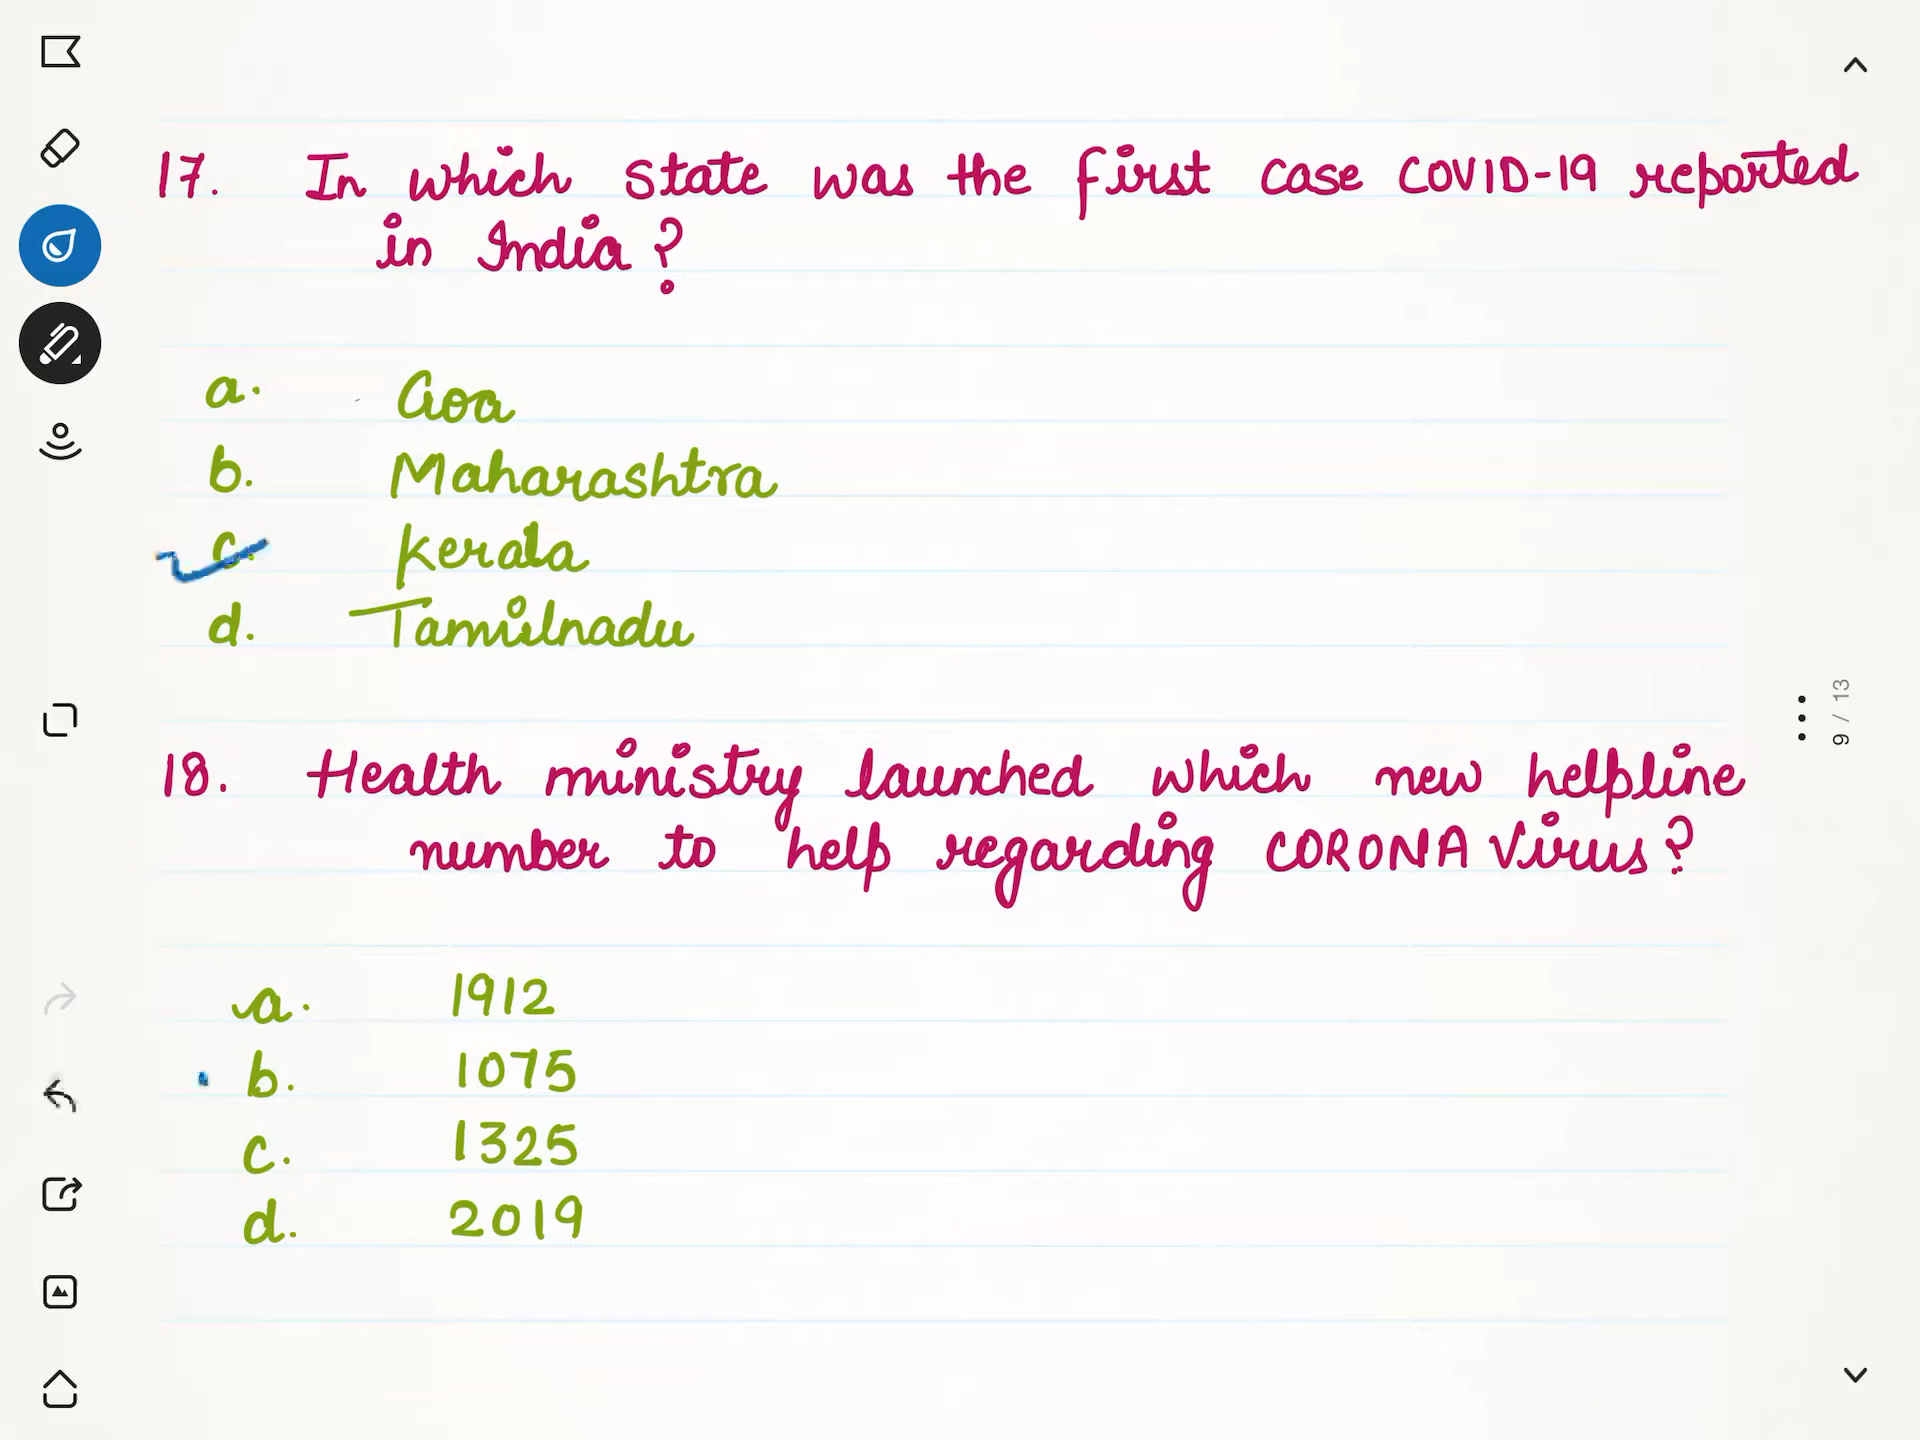 17. In which state was the first case COVID-19 reported
in India?
a. Goa
b. Maharashtra
c. Kerala
d. Tamilnadu
9 / 13
18. Health ministry launched which new helpline
number to help regarding CORONA Virus?
a. 1912
b. 1075
c. 1325
d. 2019